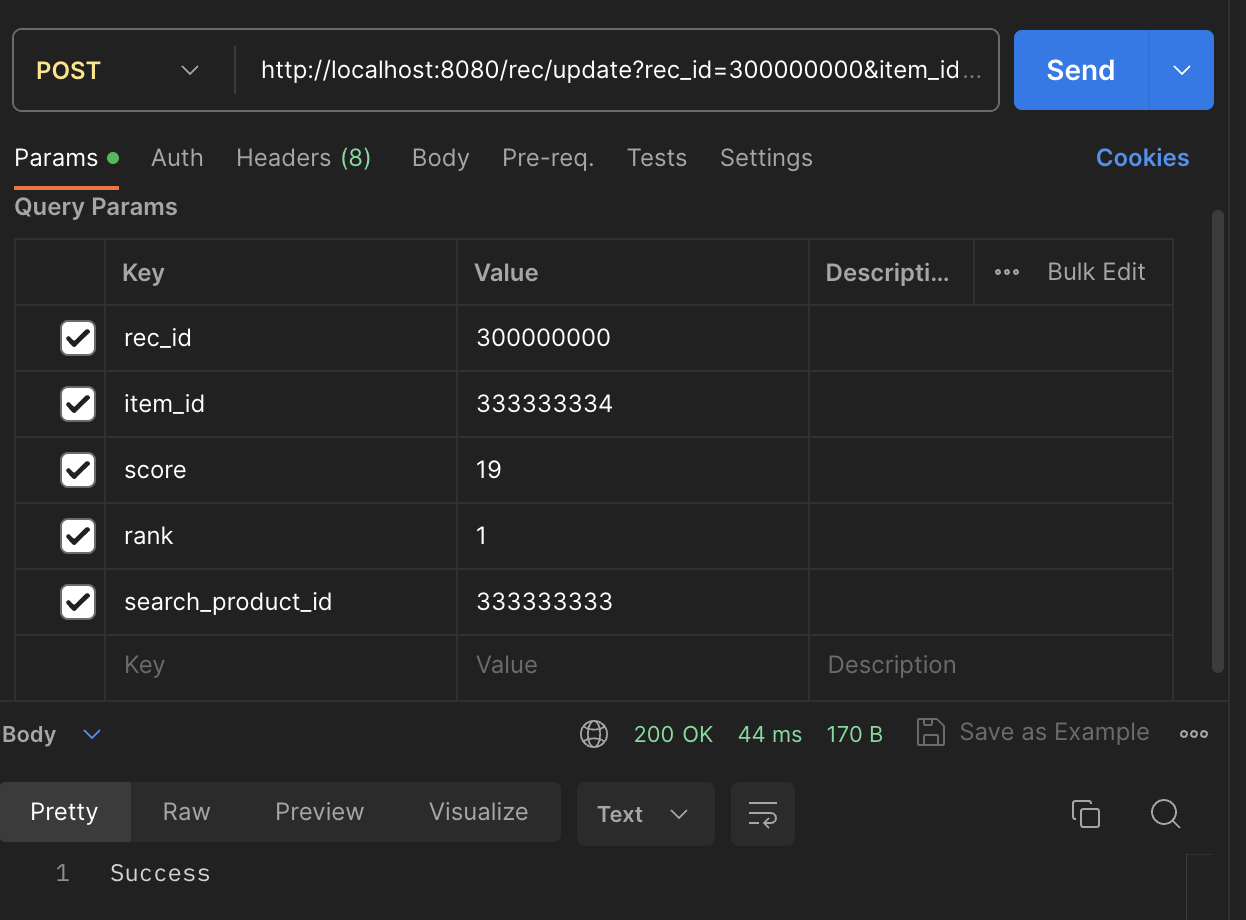 POST http://localhost:8080/rec/update?rec_id=300000000&item_id... Send
Params Auth Headers (8) Body Pre-req. Tests Settings Cookies
Query Params
Key Value Descripti... Bulk Edit
rec_id 300000000
item_id 333333334
score 19
rank 1
search_product_id 333333333
Key Value Description
Body 200 OK 44 ms 170 B Save as Example
Pretty Raw Preview Visualize Text
1 Success